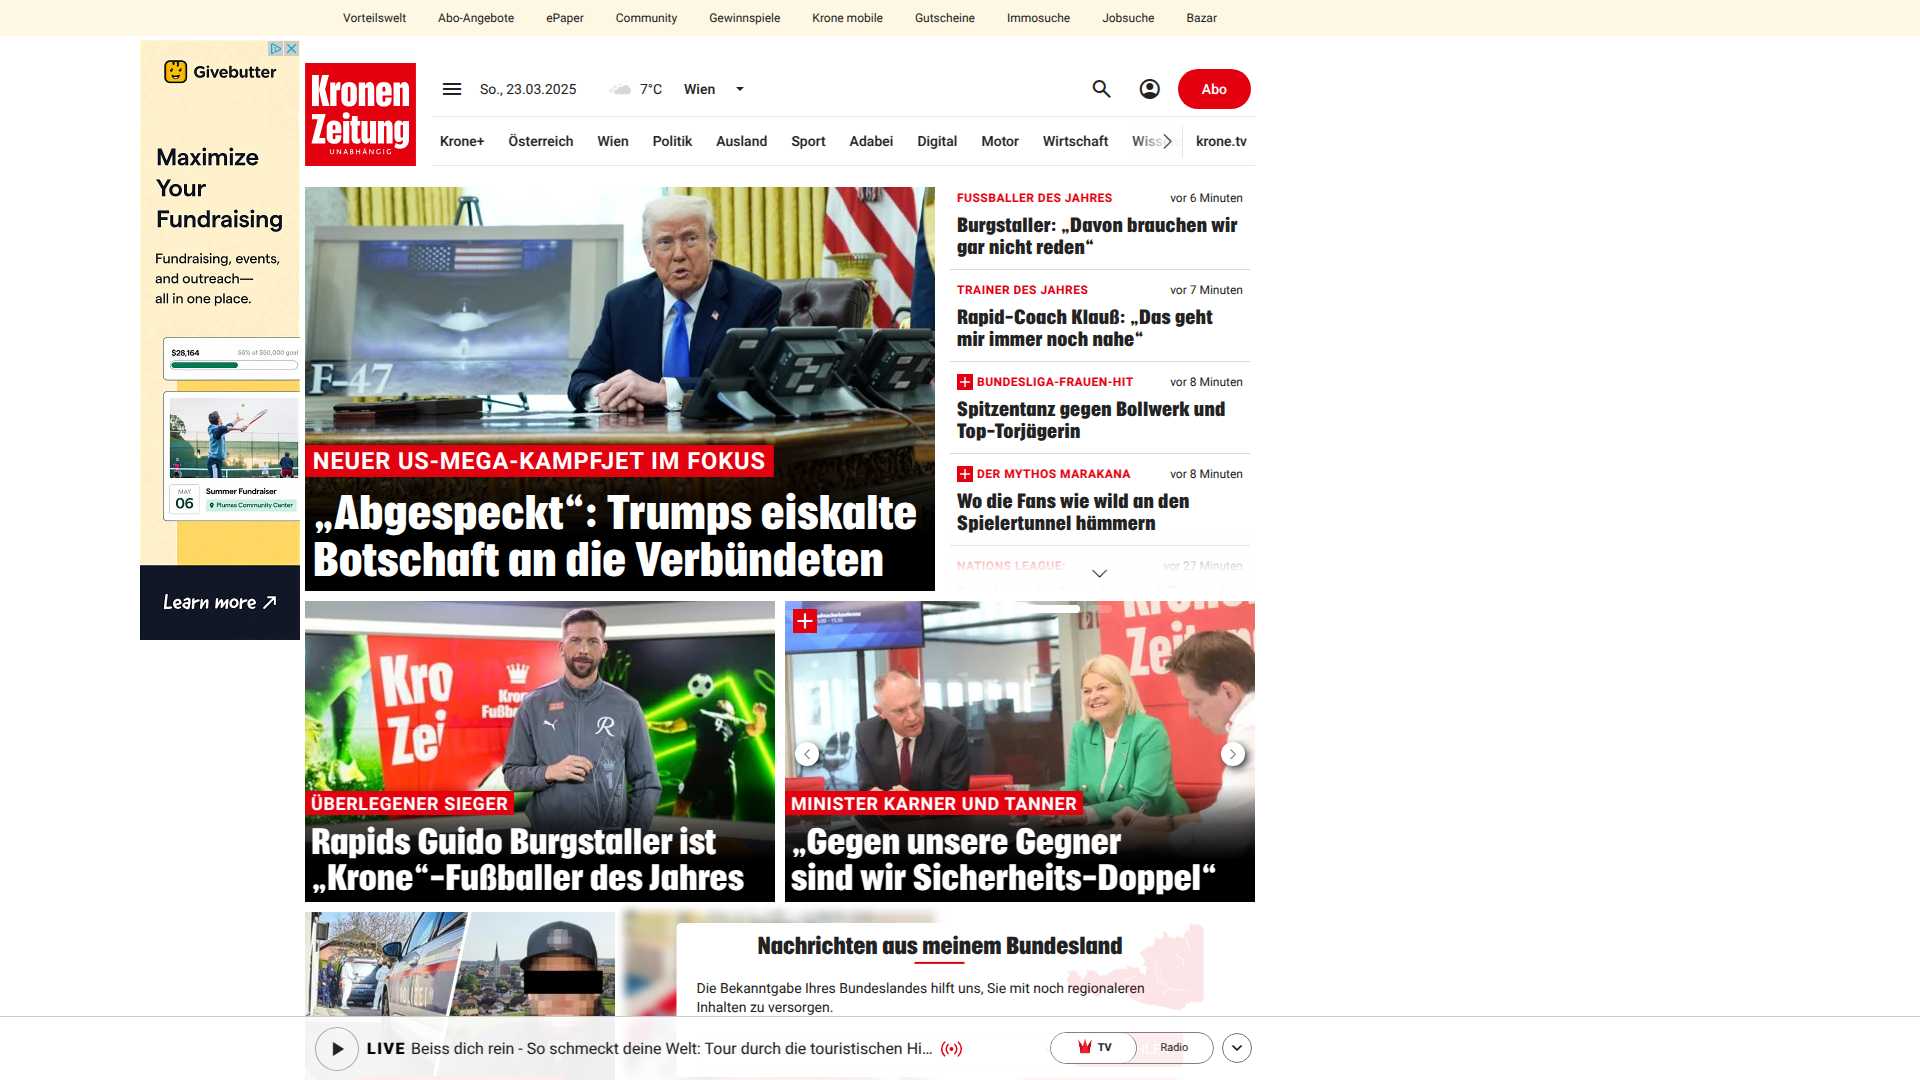 Vorteilswelt Abo-Angebote ePaper Community Gewinnspiele Krone mobile Gutscheine Immosuche Jobsuche Bazar
Givebutter
Maximize
Your
Fundraising
Fundraising, events,
and outreach—
all in one place.
$28,164
MAY
06
Summer Fundraiser
Plumas Community Center
Learn more
Kronen
Zeitung
UNABHÄNGIG
So., 23.03.2025 7°C Wien
Abo
Krone+ Österreich Wien Politik Ausland Sport Adabei Digital Motor Wirtschaft Wiss krone.tv
F-47
NEUER US-MEGA-KAMPFJET IM FOKUS
„Abgespeckt“: Trumps eiskalte
Botschaft an die Verbündeten
FUSSBALLER DES JAHRES vor 6 Minuten
Burgstaller: „Davon brauchen wir
gar nicht reden“
TRAINER DES JAHRES vor 7 Minuten
Rapid-Coach Klauß: „Das geht
mir immer noch nahe“
BUNDESLIGA-FRAUEN-HIT vor 8 Minuten
Spitzentanz gegen Bollwerk und
Top-Torjägerin
DER MYTHOS MARAKANA vor 8 Minuten
Wo die Fans wie wild an den
Spielertunnel hämmern
NATIONS LEAGUE: vor 27 Minuten
Kro
Zei
ÜBERLEGENER SIEGER
Rapids Guido Burgstaller ist
„Krone“-Fußballer des Jahres
MINISTER KARNER UND TANNER
„Gegen unsere Gegner
sind wir Sicherheits-Doppel“
Nachrichten aus meinem Bundesland
Die Bekanntgabe Ihres Bundeslandes hilft uns, Sie mit noch regionaleren
Inhalten zu versorgen.
LIVE Beiss dich rein - So schmeckt deine Welt: Tour durch die touristischen Hi...
TV Radio